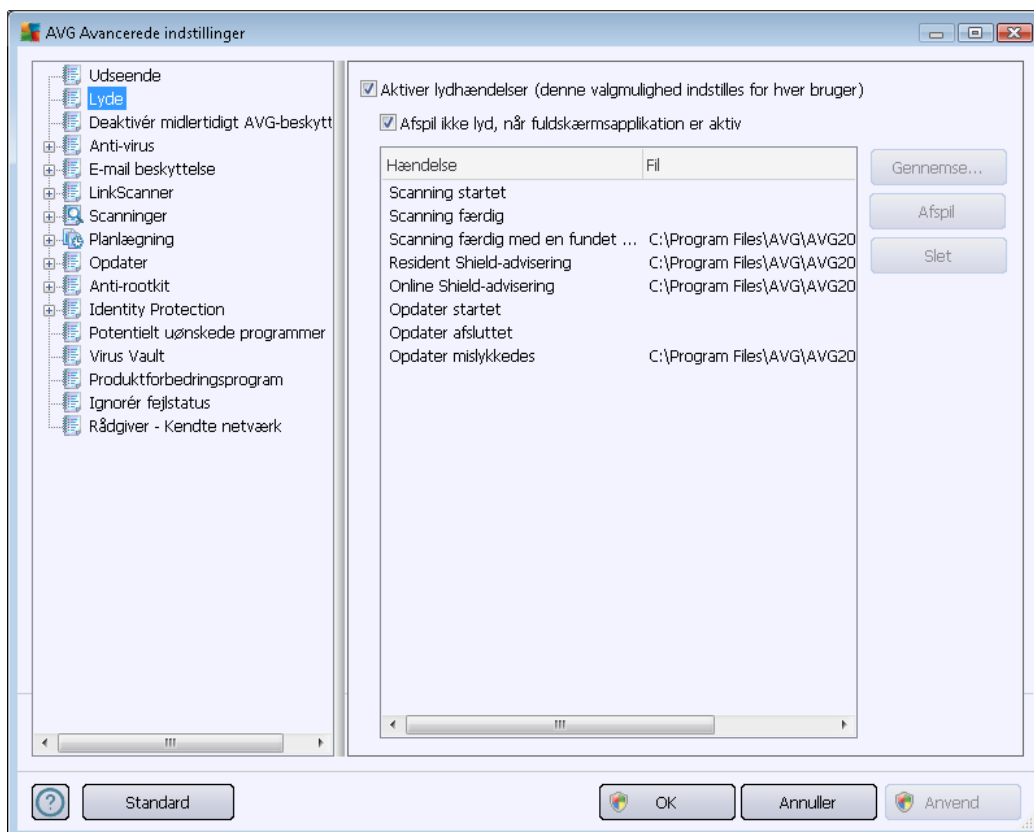 AVG Avancerede indstillinger
Udseende
Lyde
Deaktivér midlertidigt AVG-beskytt
Anti-virus
E-mail beskyttelse
LinkScanner
Scanninger
Planlægning
Opdater
Anti-rootkit
Identity Protection
Potentielt uønskede programmer
Virus Vault
Produktforbedringsprogram
Ignorér fejlstatus
Rådgiver - Kendte netværk
Aktiver lydhændelser (denne valgmulighed indstilles for hver bruger)
Afspil ikke lyd, når fuldskærmsapplikation er aktiv
Hændelse Fil
Scanning startet
Scanning færdig
Scanning færdig med en fundet ... C:\Program Files\AVG\AVG20
Resident Shield-advisering C:\Program Files\AVG\AVG20
Online Shield-advisering C:\Program Files\AVG\AVG20
Opdater startet
Opdater afsluttet
Opdater mislykkedes C:\Program Files\AVG\AVG20
Gennemse...
Afspil
Slet
Standard
OK
Annuller
Anvend